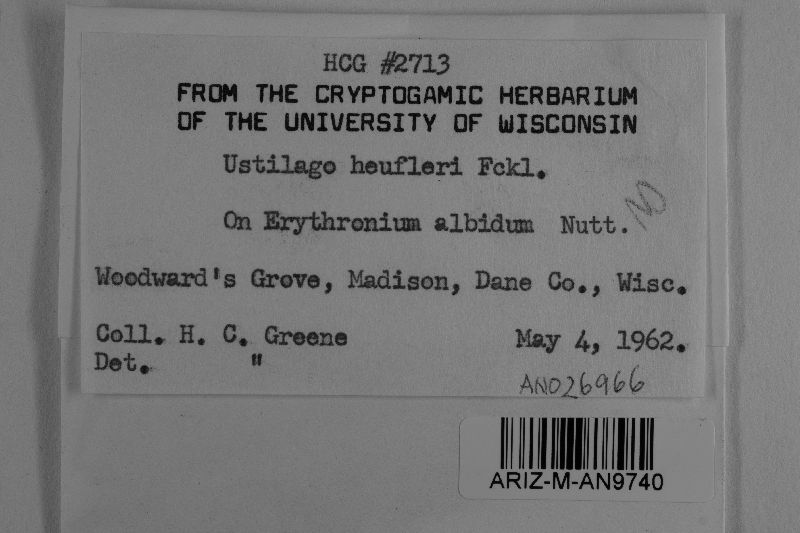 HCG #2713
FROM THE CRYPTOGAMIC HERBARIUM
OF THE UNIVERSITY OF WISCONSIN
Ustilago heufleri Fckl.
On Erythronium albidum Nutt.
NO
Woodward's Grove, Madison, Dane Co., Wisc.
Coll. H. C. Greene May 4, 1962.
Det. "
AN026966
ARIZ-M-AN9740